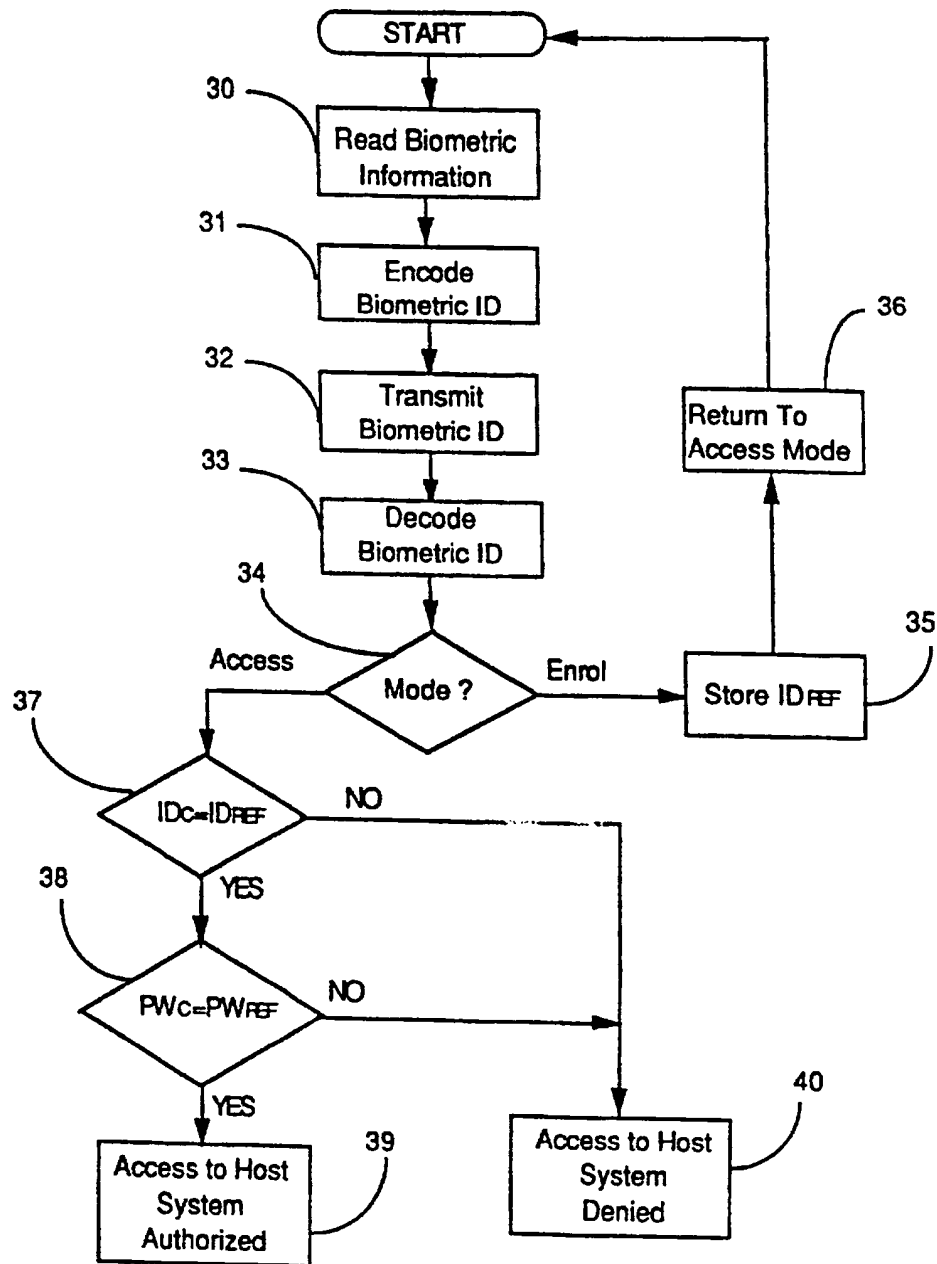 START
30
Read Biometric
Information
31
Encode
Biometric ID
32
Transmit
Biometric ID
33
Decode
Biometric ID
36
Return To
Access Mode
34
Access
Mode ?
Enrol
35
Store IDREF
37
IDC=IDREF
NO
YES
38
PWC=PWREF
NO
YES
39
Access to Host
System
Authorized
40
Access to Host
System
Denied